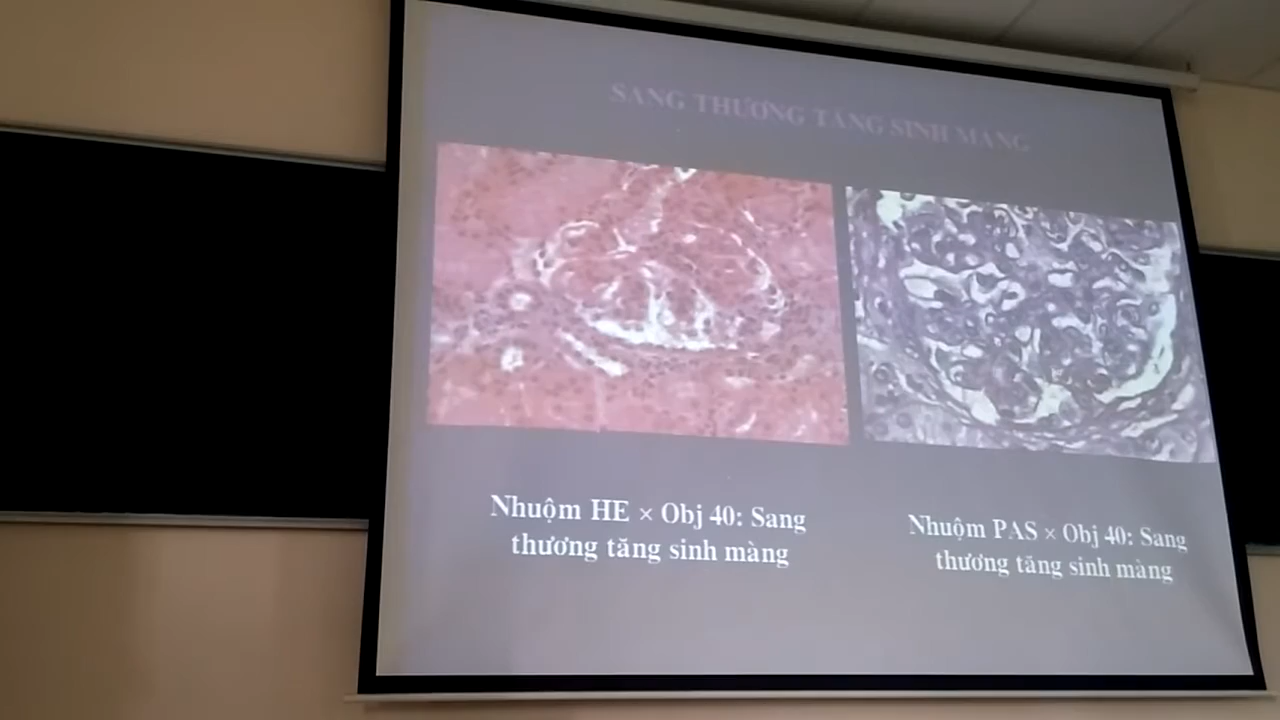 SANG THƯƠNG TĂNG SINH MÀNG
Nhuộm HE × Obj 40: Sang
thương tăng sinh màng
Nhuộm PAS × Obj 40: Sang
thương tăng sinh màng